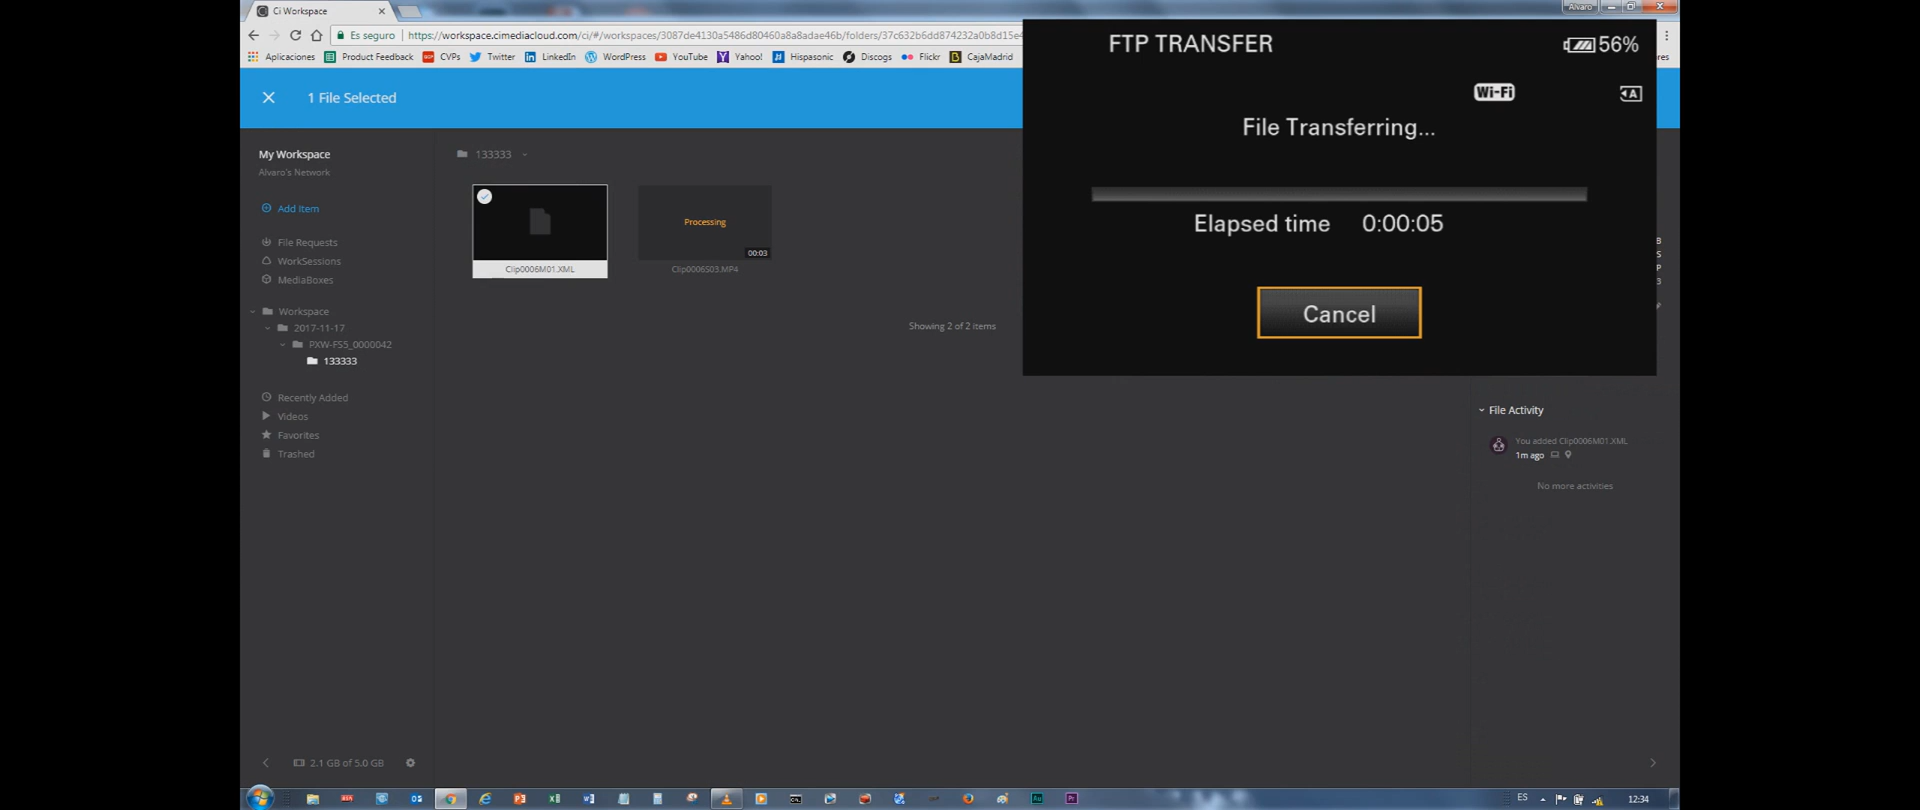 Ci Workspace
Alvaro
Es seguro
https://workspace.cimediacloud.com/ci/#/workspaces/3087de4130a5486d80460a8a8adae46b/folders/37c632b6dd874232a0b8d15e4
Aplicaciones
Product Feedback
CVPs
Twitter
LinkedIn
WordPress
YouTube
Yahoo!
Hispasonic
Discogs
Flickr
CajaMadrid
1 File Selected
FTP TRANSFER
56%
Wi-Fi
A
File Transferring...
Elapsed time 0:00:05
Cancel
My Workspace
Alvaro's Network
Add Item
File Requests
WorkSessions
MediaBoxes
Workspace
2017-11-17
PXW-FS5_0000042
133333
Recently Added
Videos
Favorites
Trashed
2.1 GB of 5.0 GB
133333
Clip0006M01.XML
Processing
00:03
Clip0006S03.MP4
Showing 2 of 2 items
File Activity
You added Clip0006M01.XML
1m ago
No more activities
ES
12:34